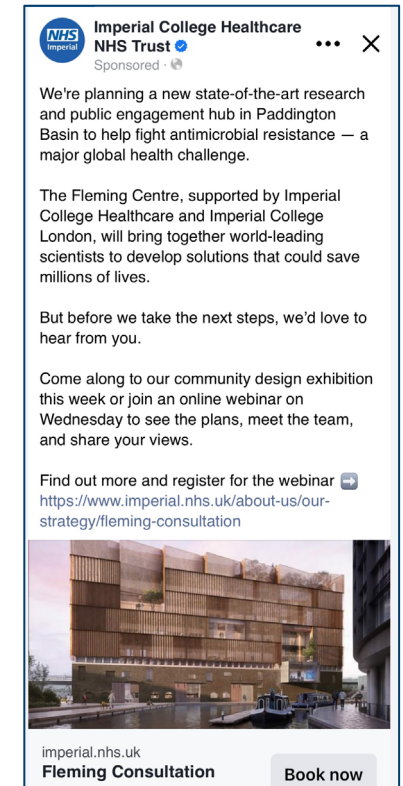 NHS
Imperial
Imperial College Healthcare
NHS Trust
Sponsored ·
We're planning a new state-of-the-art research
and public engagement hub in Paddington
Basin to help fight antimicrobial resistance — a
major global health challenge.
The Fleming Centre, supported by Imperial
College Healthcare and Imperial College
London, will bring together world-leading
scientists to develop solutions that could save
millions of lives.
But before we take the next steps, we'd love to
hear from you.
Come along to our community design exhibition
this week or join an online webinar on
Wednesday to see the plans, meet the team,
and share your views.
Find out more and register for the webinar ➡️
https://www.imperial.nhs.uk/about-us/our-
strategy/fleming-consultation
imperial.nhs.uk
Fleming Consultation
Book now